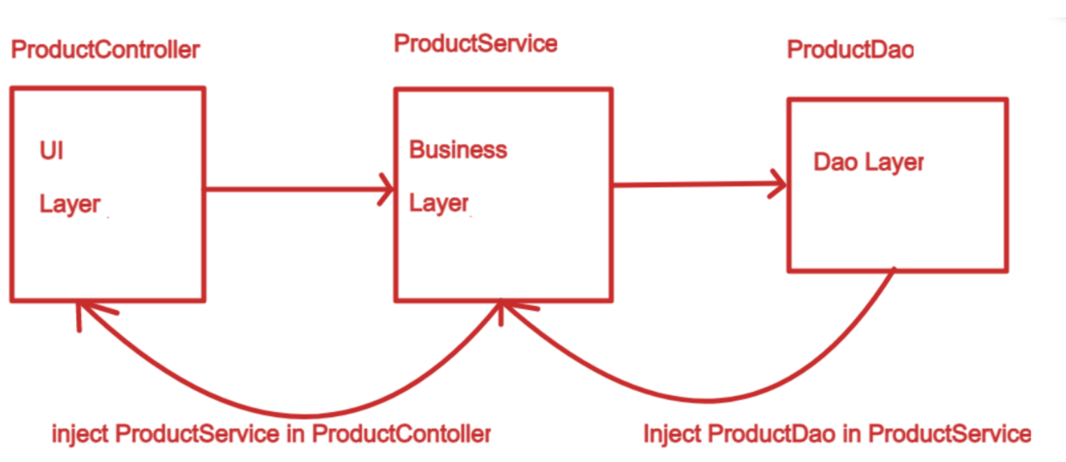 ProductController
ProductService
ProductDao
UI
Layer
Business
Layer
Dao Layer
inject ProductService in ProductContoller
Inject ProductDao in ProductService